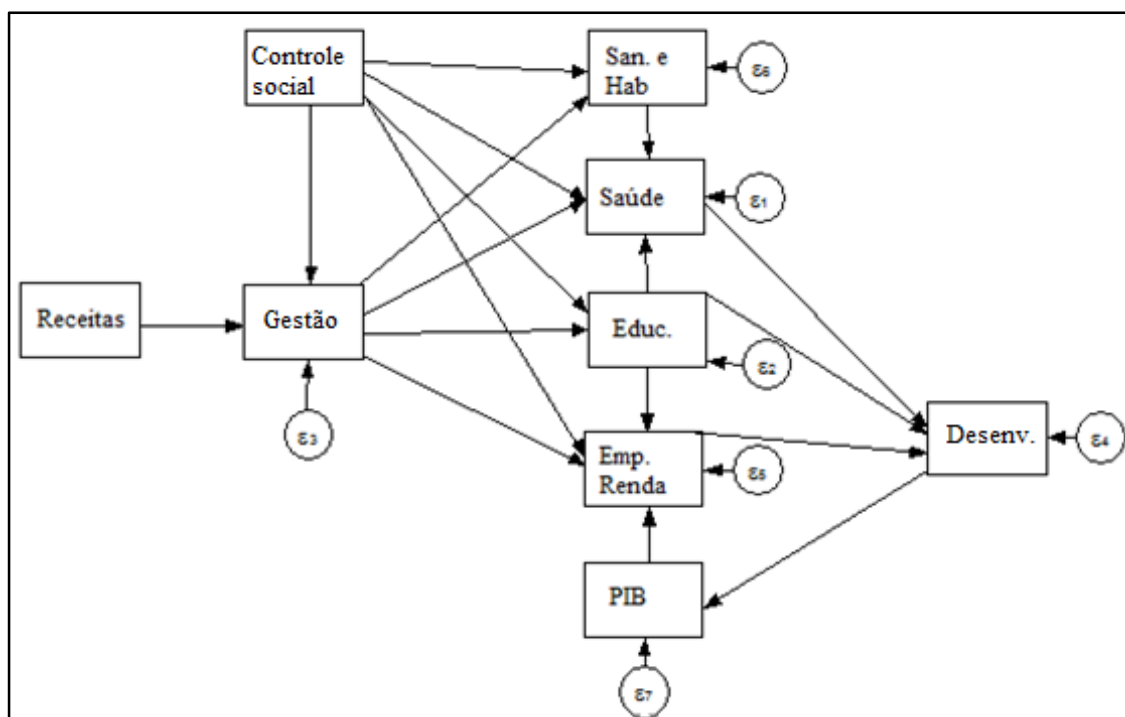 Controle
social
San. e
Hab
ε6
Saúde
ε1
Receitas
Gestão
Educ.
ε2
ε3
Desenv.
ε4
Emp.
Renda
ε5
PIB
ε7